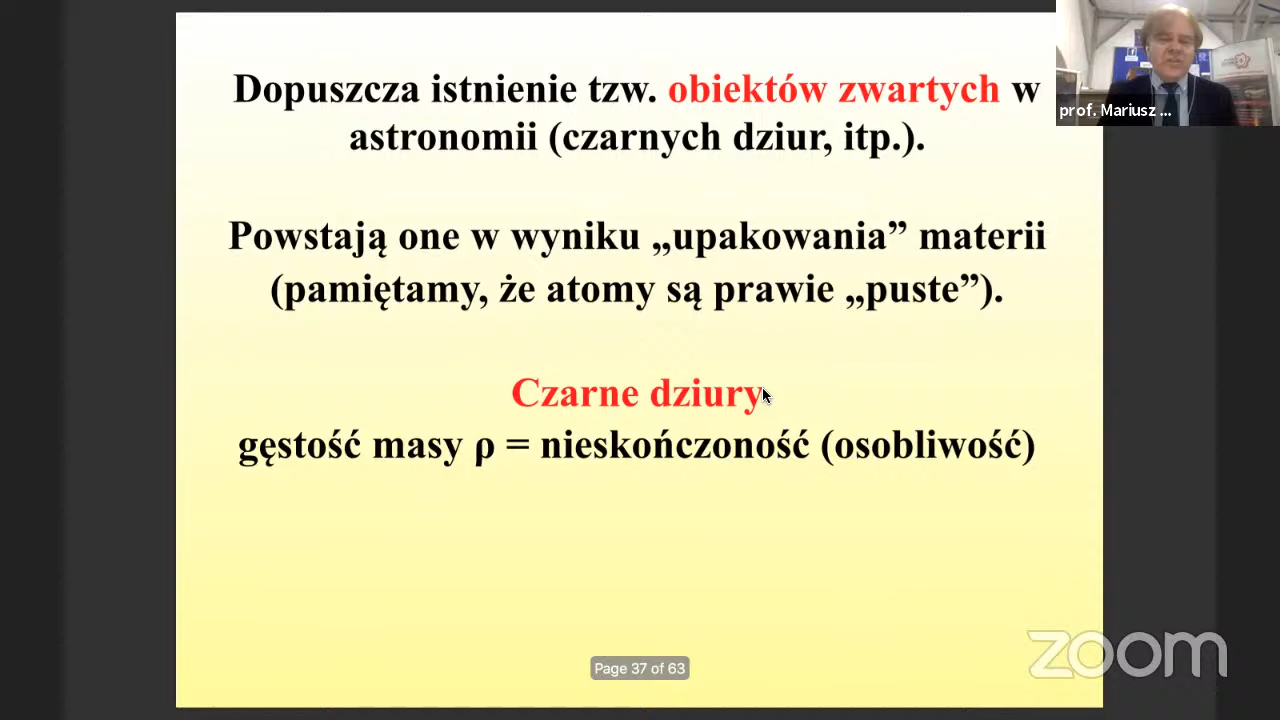 Dopuszcza istnienie tzw. obiektów zwartych w
astronomii (czarnych dziur, itp.).
Powstają one w wyniku „upakowania” materii
(pamiętamy, że atomy są prawie „puste”).
Czarne dziury
gęstość masy ρ = nieskończoność (osobliwość)
prof. Mariusz ...
Page 37 of 63
zoom